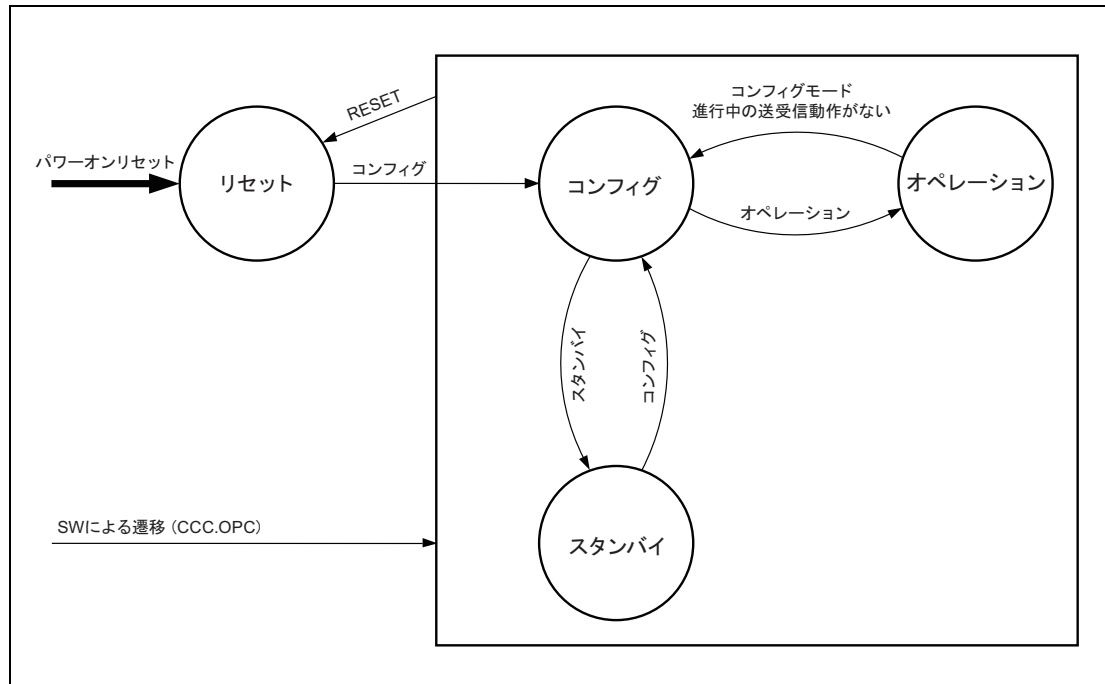 RESET
コンフィグモード
進行中の送受信動作がない
パワーオンリセット
リセット
コンフィグ
コンフィグ
オペレーション
オペレーション
スタンバイ
コンフィグ
SWによる遷移 (CCC.OPC)
スタンバイ